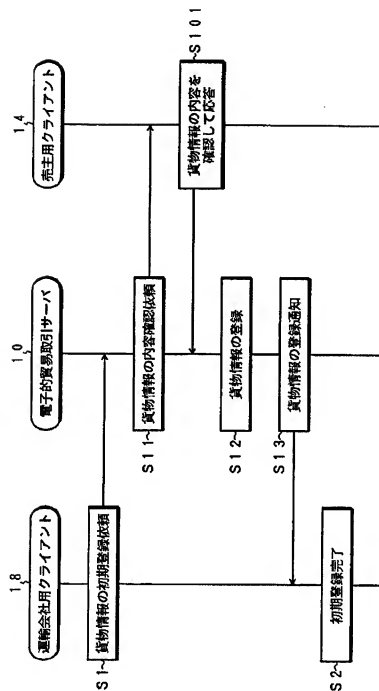 18
運輸会社用クライアント
10
電子的貿易取引サーバ
14
売主用クライアント
S1~
貨物情報の初期登録依頼
S11~
貨物情報の内容確認依頼
貨物情報の内容を
確認して応答
~S101
S12~
貨物情報の登録
S13~
貨物情報の登録通知
S2~
初期登録完了